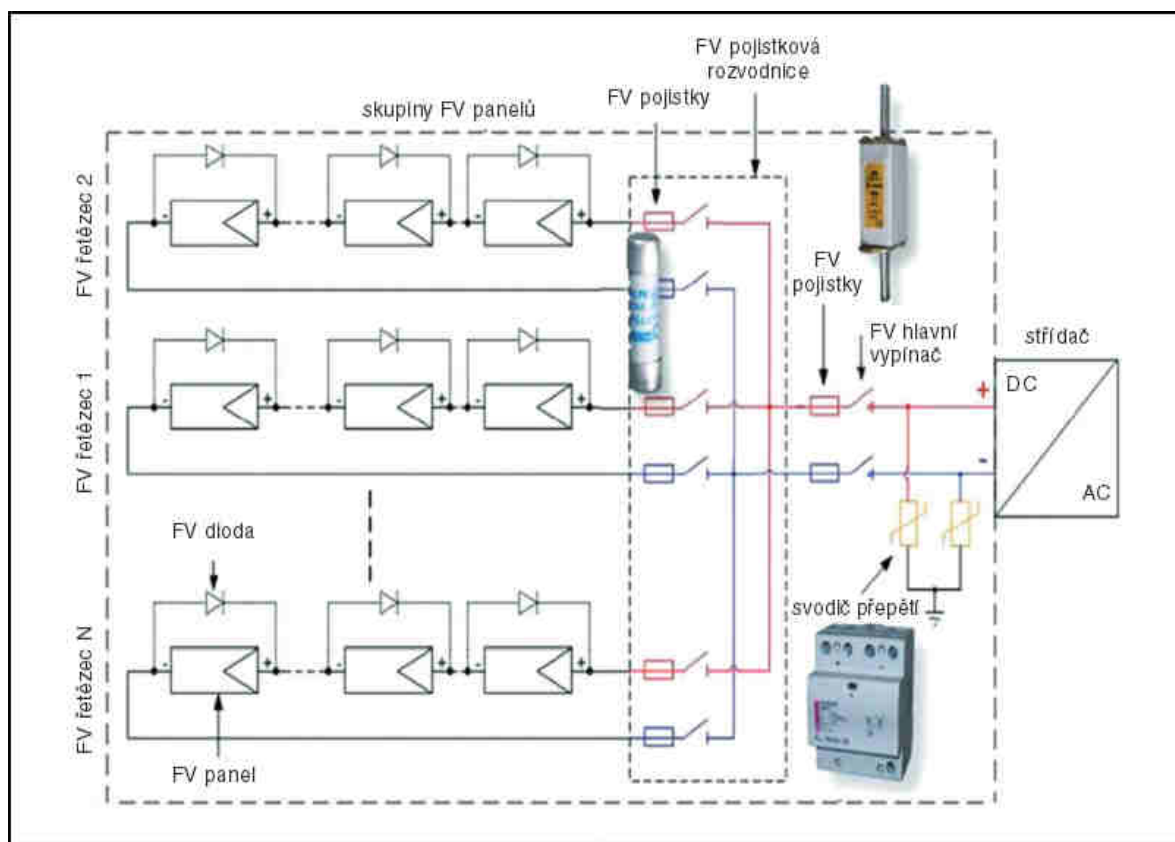 FV pojistková
rozvodnice
FV pojistky
skupiny FV panelů
FV řetězec 2
- + - + - +
FV
pojistky
FV hlavní
vypínač
střídač
FV řetězec 1
- + - + - +
+
DC
-
AC
FV dioda
svodič přepětí
FV řetězec N
- + - + - +
FV panel